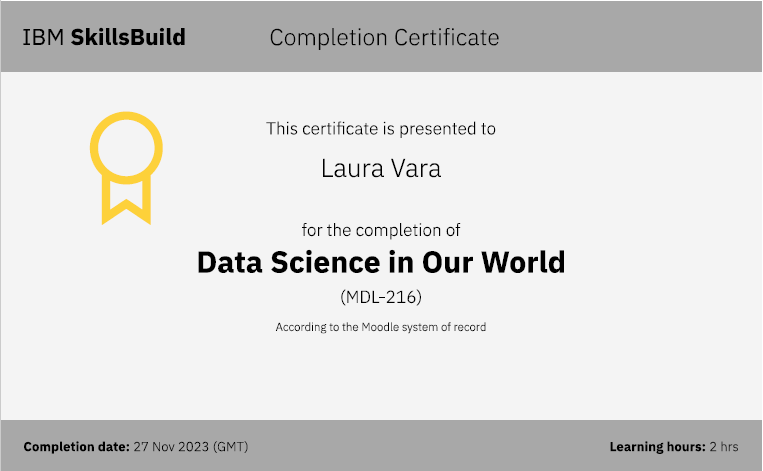 IBM SkillsBuild
Completion Certificate
This certificate is presented to
Laura Vara
for the completion of
Data Science in Our World
(MDL-216)
According to the Moodle system of record
Completion date: 27 Nov 2023 (GMT)
Learning hours: 2 hrs